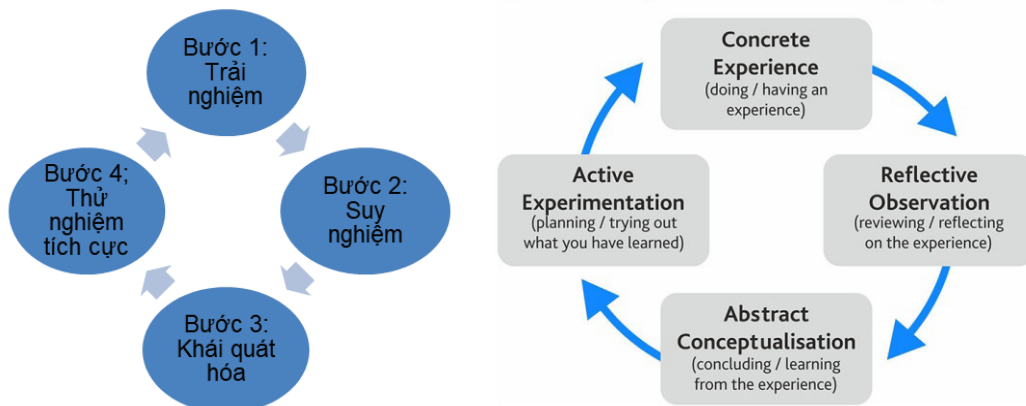 Bước 1:
Trải
nghiệm
Bước 2:
Suy
nghiệm
Bước 3:
Khái quát
hóa
Bước 4;
Thử
nghiệm
tích cực
Concrete
Experience
(doing / having an
experience)
Reflective
Observation
(reviewing / reflecting
on the experience)
Abstract
Conceptualisation
(concluding / learning
from the experience)
Active
Experimentation
(planning / trying out
what you have learned)